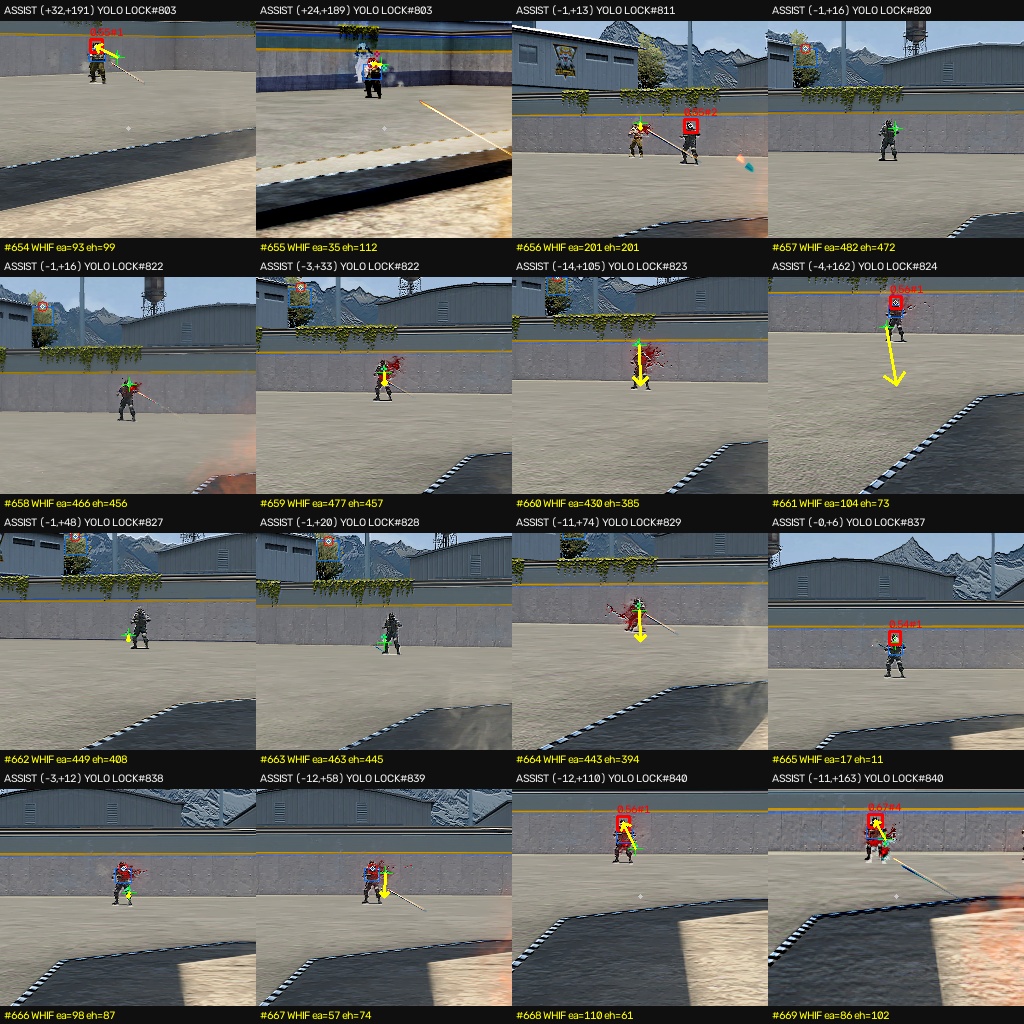 ASSIST (+32,+191) YOLO LOCK#803
ASSIST (+24,+189) YOLO LOCK#803
ASSIST (-1,+13) YOLO LOCK#811
ASSIST (-1,+16) YOLO LOCK#820
#654 WHIF ea=93 eh=99
#655 WHIF ea=35 eh=112
#656 WHIF ea=201 eh=201
#657 WHIF ea=482 eh=472
ASSIST (-1,+16) YOLO LOCK#822
ASSIST (-3,+33) YOLO LOCK#822
ASSIST (-14,+105) YOLO LOCK#823
ASSIST (-4,+162) YOLO LOCK#824
#658 WHIF ea=466 eh=456
#659 WHIF ea=477 eh=457
#660 WHIF ea=430 eh=385
#661 WHIF ea=104 eh=73
ASSIST (-1,+48) YOLO LOCK#827
ASSIST (-1,+20) YOLO LOCK#828
ASSIST (-11,+74) YOLO LOCK#829
ASSIST (-0,+6) YOLO LOCK#837
0.54#1
#662 WHIF ea=449 eh=408
#663 WHIF ea=463 eh=445
#664 WHIF ea=443 eh=394
#665 WHIF ea=17 eh=11
ASSIST (-3,+12) YOLO LOCK#838
ASSIST (-12,+58) YOLO LOCK#839
ASSIST (-12,+110) YOLO LOCK#840
ASSIST (-11,+163) YOLO LOCK#840
0.56#1
0.67#4
#666 WHIF ea=98 eh=87
#667 WHIF ea=57 eh=74
#668 WHIF ea=110 eh=61
#669 WHIF ea=86 eh=102